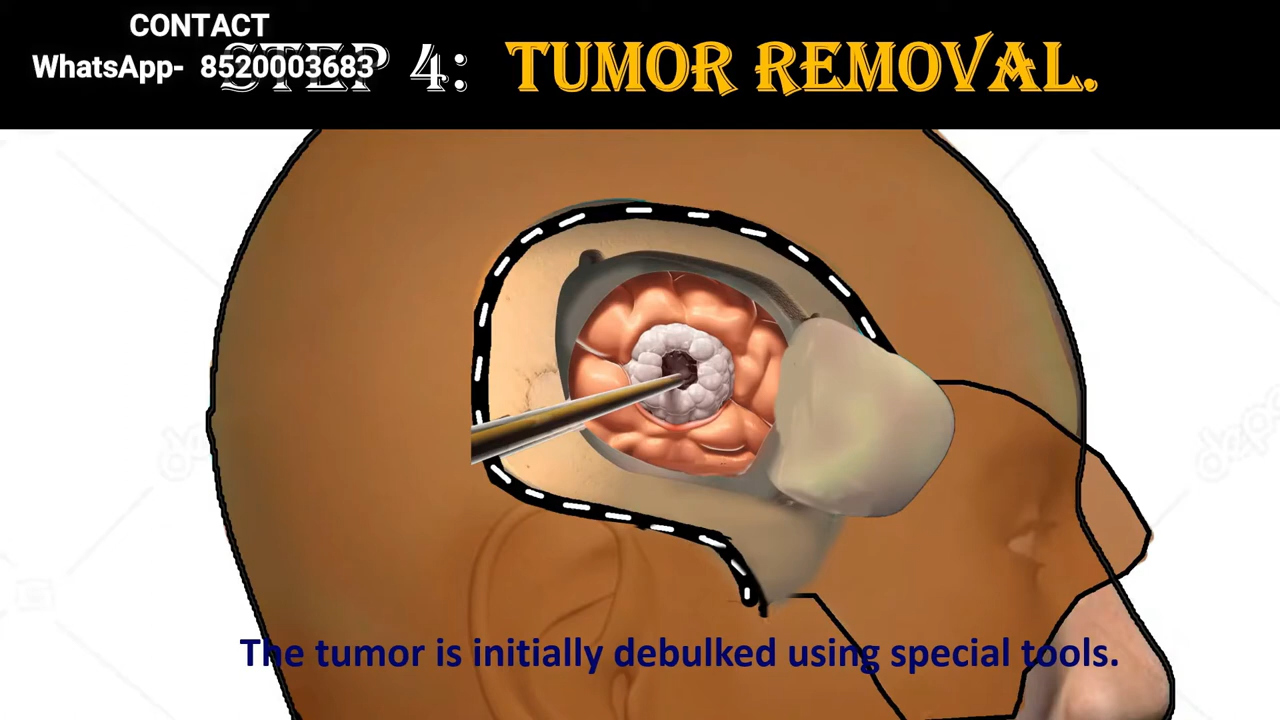 CONTACT
WhatsApp- 8520003683
STEP 4: TUMOR REMOVAL.
The tumor is initially debulked using special tools.